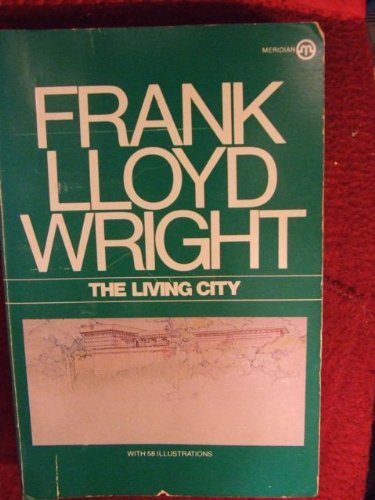 MERIDIAN
FRANK
LLOYD
WRIGHT
THE LIVING CITY
WITH 58 ILLUSTRATIONS